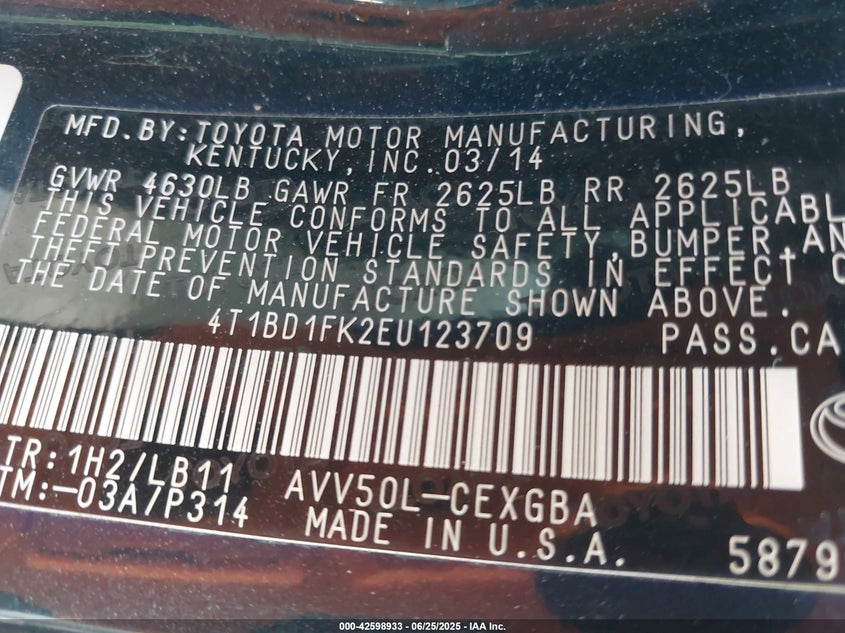 MFD.BY:TOYOTA MOTOR MANUFACTURING,
KENTUCKY,INC.03/14
GVWR 4630LB GAWR FR 2625LB RR 2625LB
THIS VEHICLE CONFORMS TO ALL APPLICABL
FEDERAL MOTOR VEHICLE SAFETY,BUMPER,AN
THEFT PREVENTION STANDARDS IN EFFECT O
THE DATE OF MANUFACTURE SHOWN ABOVE.
4T1BD1FK2EU123709 PASS.CA
TR:1H2/LB11 AVV50L-CEXGBA
TM:-03A/P314 MADE IN U.S.A. 5879
000-42598933 / 06/25/2025 - IAA Inc.